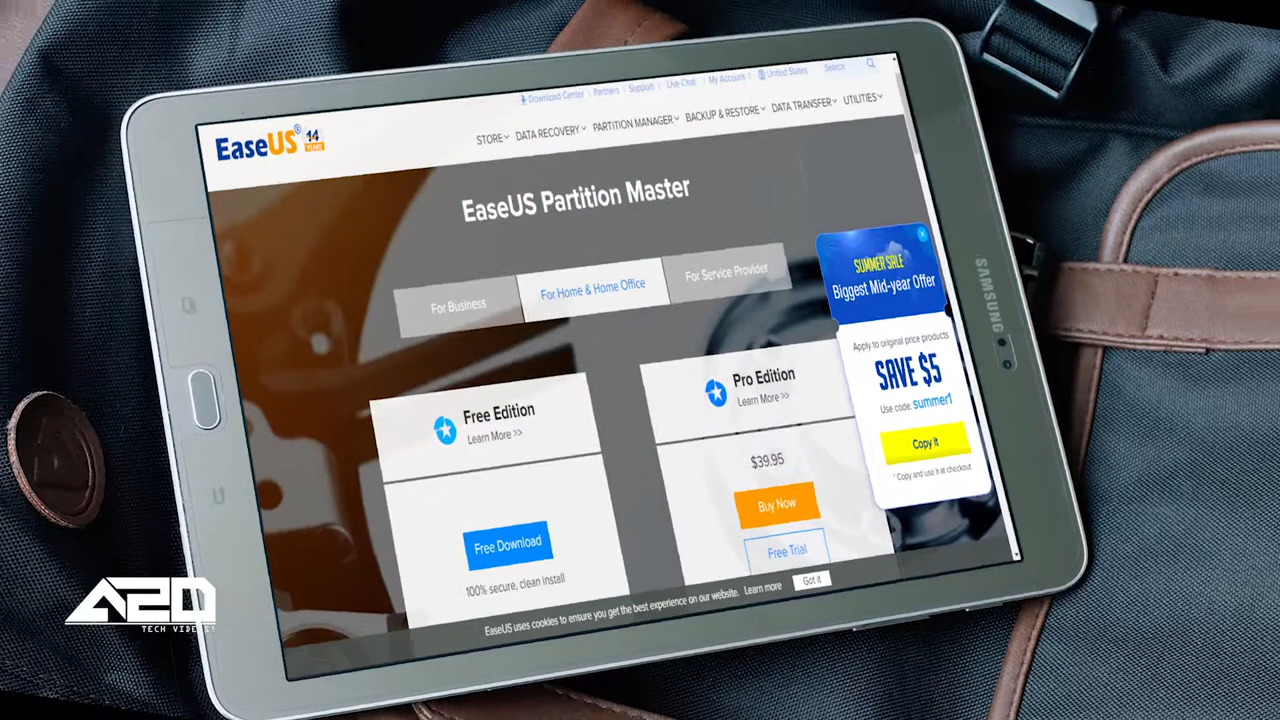 Download Center | Partners | Support | Live Chat | My Account | United States Search
EaseUS® 14 YEARS
STORE DATA RECOVERY PARTITION MANAGER BACKUP & RESTORE DATA TRANSFER UTILITIES
EaseUS Partition Master
For Business For Home & Home Office For Service Provider
SUMMER SALE
Biggest Mid-year Offer
Apply to original price products
SAVE $5
Use code: summer1
Copy It
* Copy and use it at checkout
Free Edition
Learn More >>
Free Download
100% secure, clean install
Pro Edition
Learn More >>
$39.95
Buy Now
Free Trial
EaseUS uses cookies to ensure you get the best experience on our website. Learn more Got it
SAMSUNG
A2D
TECH VIDEOS!